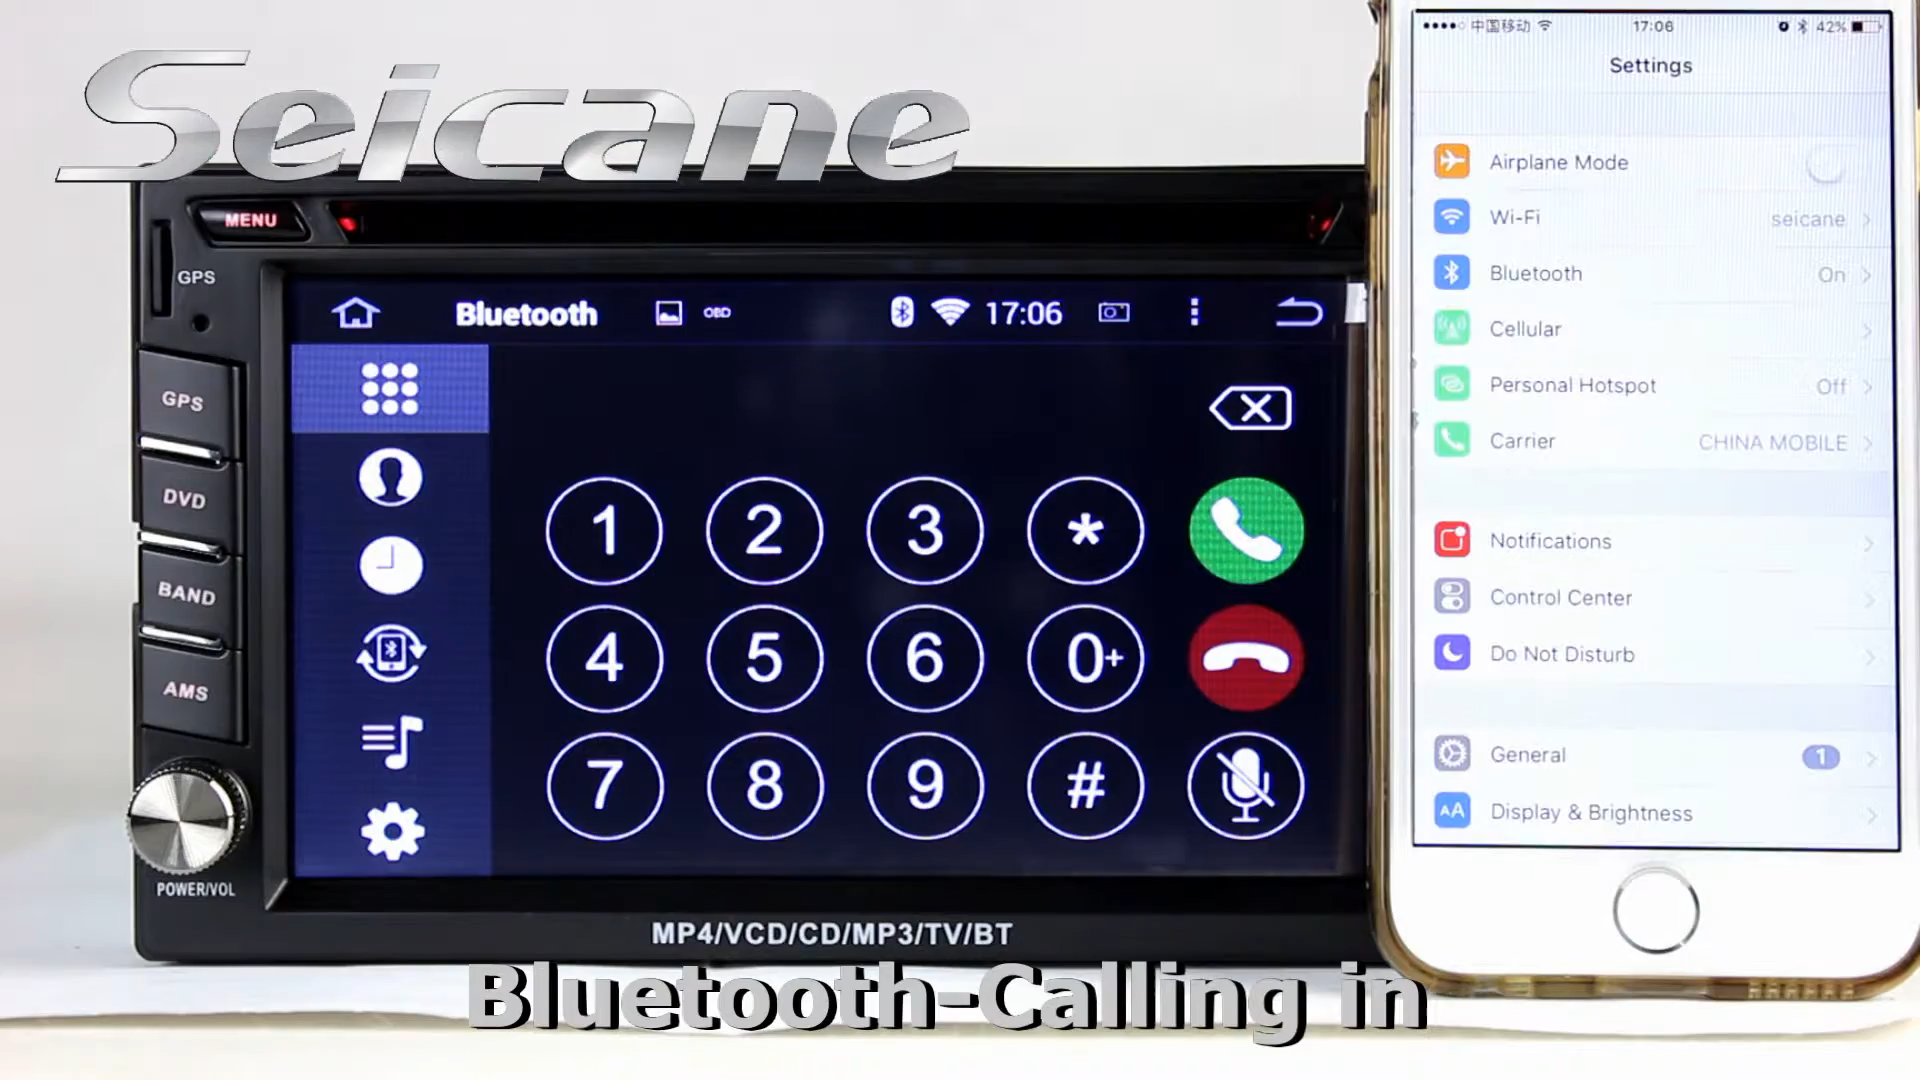 Seicane
MENU
GPS
GPS
DVD
BAND
AMS
POWER/VOL
Bluetooth
OBD
17:06
1 2 3 *
4 5 6 0+
7 8 9 #
MP4/VCD/CD/MP3/TV/BT
中国移动 17:06 42%
Settings
Airplane Mode
Wi-Fi seicane
Bluetooth On
Cellular
Personal Hotspot Off
Carrier CHINA MOBILE
Notifications
Control Center
Do Not Disturb
General 1
AA Display & Brightness
Bluetooth-Calling in